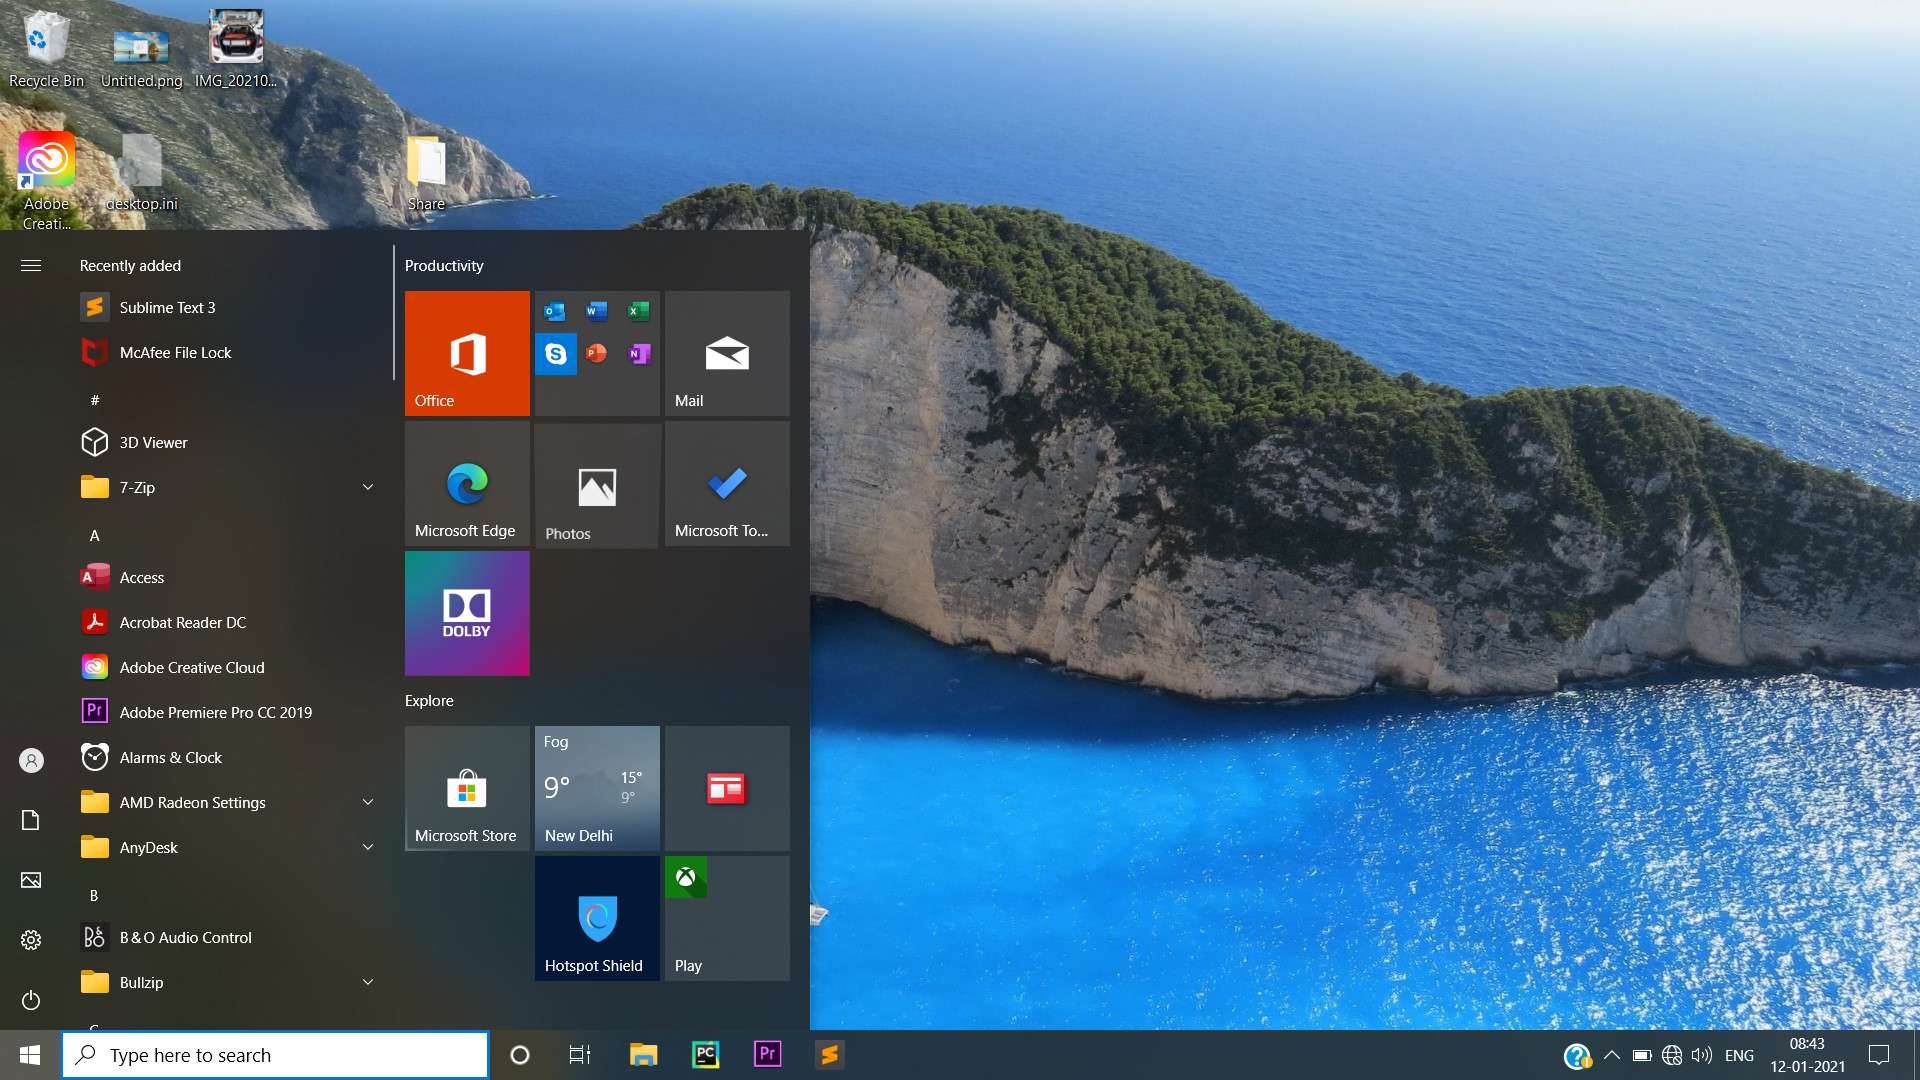 Recycle Bin
Untitled.png
IMG_20210...
Adobe
Creati...
desktop.ini
Share
Recently added
Sublime Text 3
McAfee File Lock
#
3D Viewer
7-Zip
A
Access
Acrobat Reader DC
Adobe Creative Cloud
Adobe Premiere Pro CC 2019
Alarms & Clock
AMD Radeon Settings
AnyDesk
B
B&O Audio Control
Bullzip
Productivity
Office
Mail
Microsoft Edge
Photos
Microsoft To...
DOLBY
Explore
Microsoft Store
Fog
9°
15°
9°
New Delhi
Hotspot Shield
Play
Type here to search
PC
Pr
ENG
08:43
12-01-2021